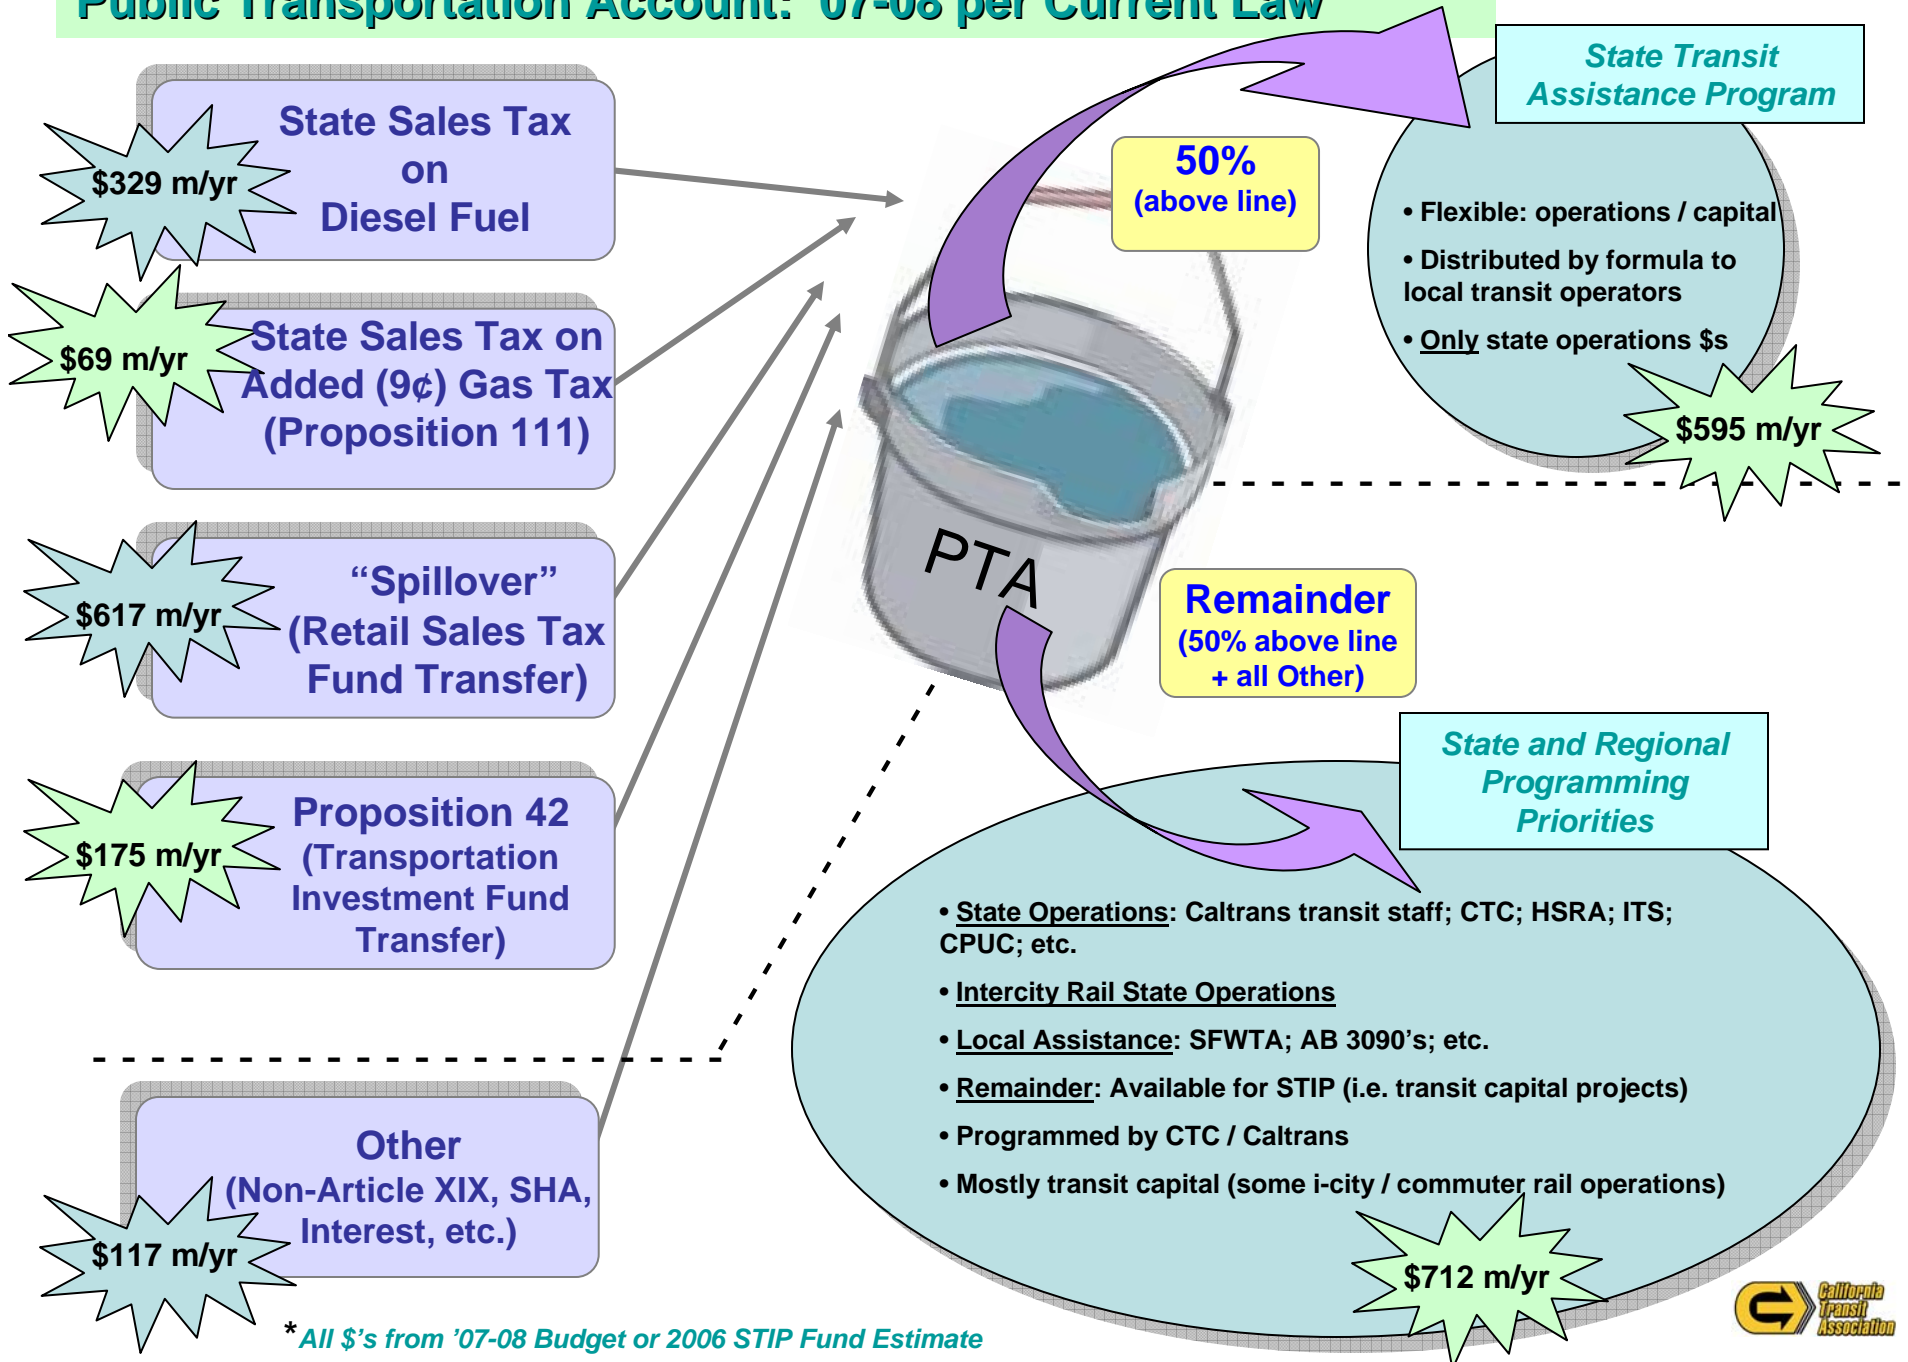 Public Transportation Account: '07-08 per Current Law
State Sales Tax
on
Diesel Fuel
$329 m/yr
State Sales Tax on
Added (9¢) Gas Tax
(Proposition 111)
$69 m/yr
“Spillover”
(Retail Sales Tax
Fund Transfer)
$617 m/yr
Proposition 42
(Transportation
Investment Fund
Transfer)
$175 m/yr
Other
(Non-Article XIX, SHA,
Interest, etc.)
$117 m/yr
PTA
50%
(above line)
State Transit
Assistance Program
• Flexible: operations / capital
• Distributed by formula to
local transit operators
• Only state operations $s
$595 m/yr
Remainder
(50% above line
+ all Other)
State and Regional
Programming
Priorities
• State Operations: Caltrans transit staff; CTC; HSRA; ITS;
CPUC; etc.
• Intercity Rail State Operations
• Local Assistance: SFWTA; AB 3090’s; etc.
• Remainder: Available for STIP (i.e. transit capital projects)
• Programmed by CTC / Caltrans
• Mostly transit capital (some i-city / commuter rail operations)
$712 m/yr
*All $’s from ’07-08 Budget or 2006 STIP Fund Estimate
California
Transit
Association